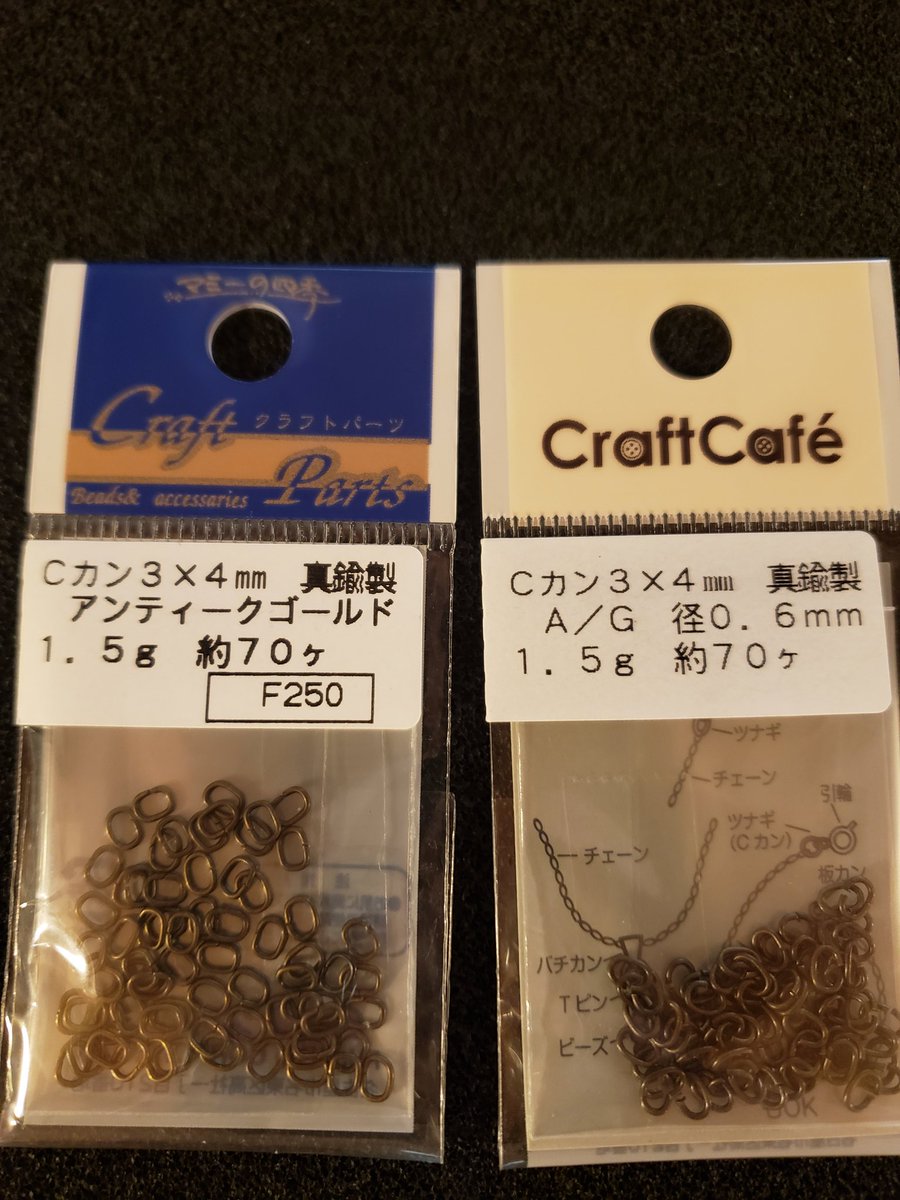 アミーの四季
Craft クラフトパーツ
Parts
Beads& accessories
Cカン3×4㎜ 真鍮製
アンティークゴールド
1.5g 約70ヶ
F250
CraftCafé
Cカン3×4㎜ 真鍮製
A/G 径0.6mm
1.5g 約70ヶ
ツナギ
チェーン
引輪
ツナギ
(Cカン)
チェーン
板カン
バチカン
Tピン
ビーズ